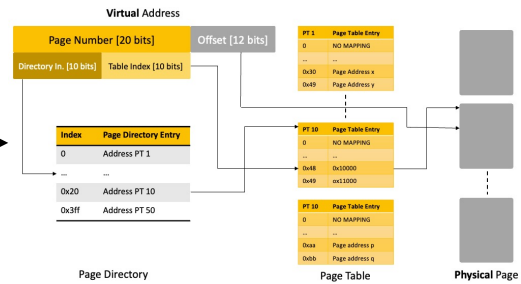 Virtual Address
Page Number [20 bits]
Offset [12 bits]
Directory In. [10 bits]
Table Index [10 bits]
Index Page Directory Entry
0 Address PT 1
... ...
0x20 Address PT 10
0x3ff Address PT 50
Page Directory
PT 1 Page Table Entry
0 NO MAPPING
... ...
0x30 Page Address x
0x49 Page Address y
PT 10 Page Table Entry
0 NO MAPPING
... ...
0x48 0x10000
0x49 ox11000
PT 10 Page Table Entry
0 NO MAPPING
... ...
0xaa Page address p
0xbb Page address q
Page Table
Physical Page